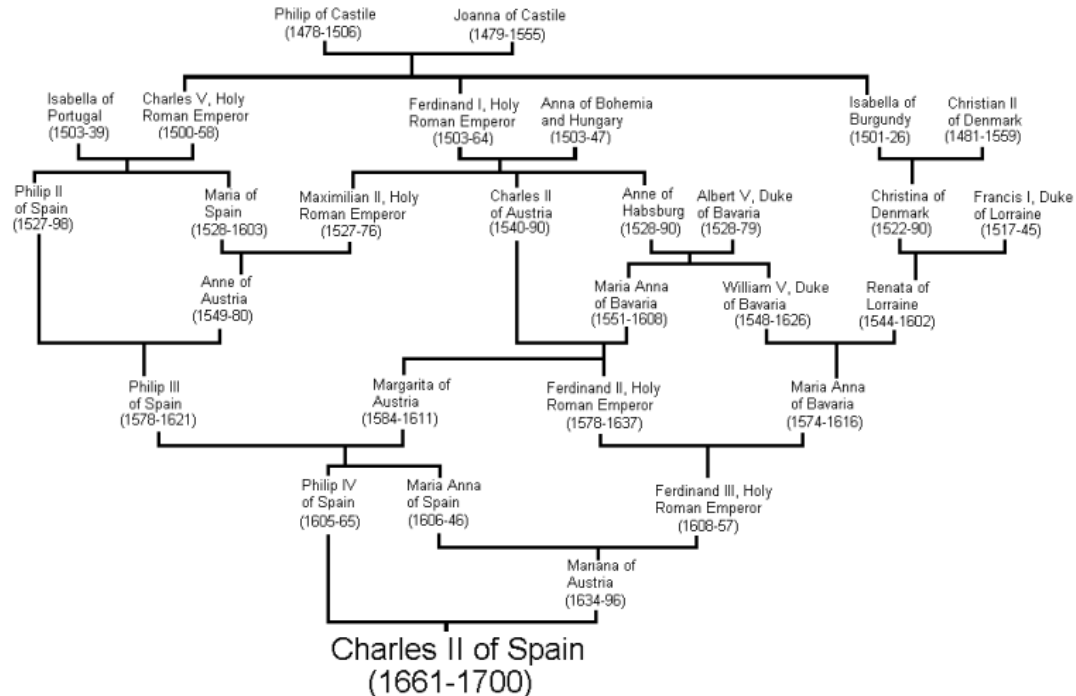 Philip of Castile
(1478-1506)
Joanna of Castile
(1479-1555)
Isabella of
Portugal
(1503-39)
Charles V, Holy
Roman Emperor
(1500-58)
Ferdinand I, Holy
Roman Emperor
(1503-64)
Anna of Bohemia
and Hungary
(1503-47)
Isabella of
Burgundy
(1501-26)
Christian II
of Denmark
(1481-1559)
Philip II
of Spain
(1527-98)
Maria of
Spain
(1528-1603)
Maximilian II, Holy
Roman Emperor
(1527-76)
Charles II
of Austria
(1540-90)
Anne of
Habsburg
(1528-90)
Albert V, Duke
of Bavaria
(1528-79)
Christina of
Denmark
(1522-90)
Francis I, Duke
of Lorraine
(1517-45)
Anne of
Austria
(1549-80)
Maria Anna
of Bavaria
(1551-1608)
William V, Duke
of Bavaria
(1548-1626)
Renata of
Lorraine
(1544-1602)
Philip III
of Spain
(1578-1621)
Margarita of
Austria
(1584-1611)
Ferdinand II, Holy
Roman Emperor
(1578-1637)
Maria Anna
of Bavaria
(1574-1616)
Philip IV
of Spain
(1605-65)
Maria Anna
of Spain
(1606-46)
Ferdinand III, Holy
Roman Emperor
(1608-57)
Mariana of
Austria
(1634-96)
Charles II of Spain
(1661-1700)